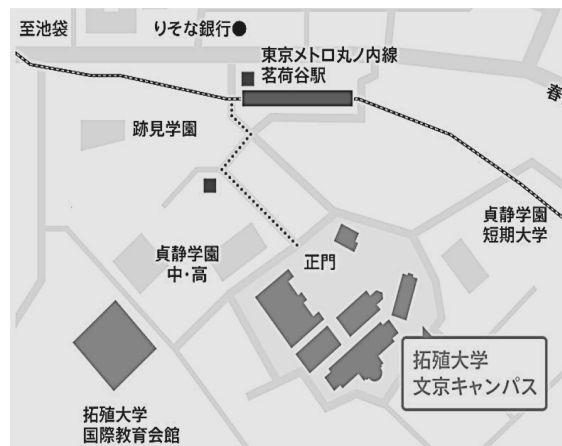 至池袋
りそな銀行●
東京メトロ丸ノ内線
茗荷谷駅
春
跡見学園
貞静学園
短期大学
貞静学園
中・高
正門
拓殖大学
文京キャンパス
拓殖大学
国際教育会館